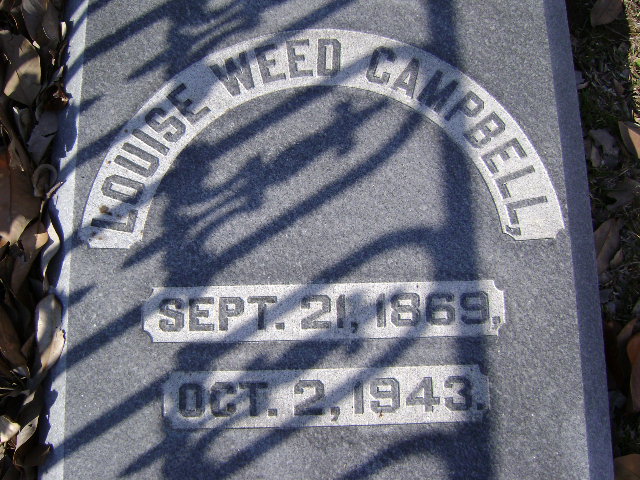 LOUISE WEED CAMPBELL,
SEPT. 21, 1869,
OCT. 2, 1943.